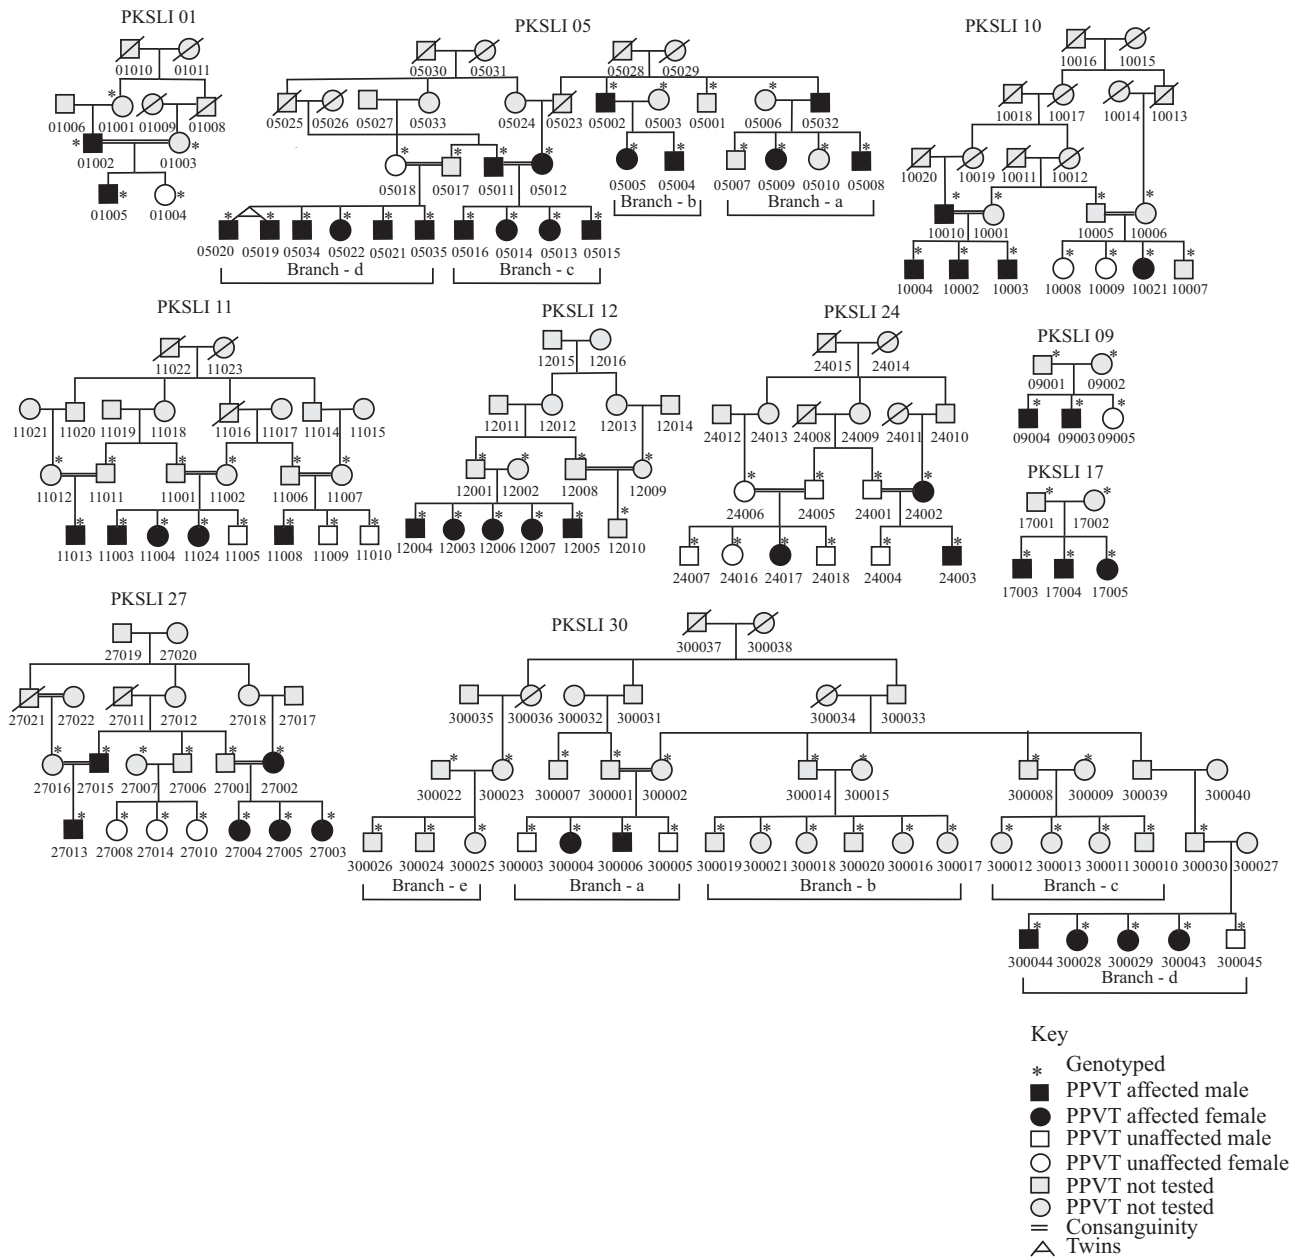 PKSLI 01
PKSLI 05
PKSLI 10
01010 01011
01006 01001 01009 01008
01002 01003
01005 01004
05030 05031 05028 05029
05025 05026 05027 05033 05024 05023 05002 05003 05001 05006 05032
05018 05017 05011 05012 05005 05004 05007 05009 05010 05008
Branch - b Branch - a
05020 05019 05034 05022 05021 05035 05016 05014 05013 05015
Branch - d Branch - c
10016 10015
10018 10017 10014 10013
10020 10019 10011 10012
10010 10001 10005 10006
10004 10002 10003 10008 10009 10021 10007
PKSLI 11
PKSLI 12
PKSLI 24
PKSLI 09
11022 11023
11021 11020 11019 11018 11016 11017 11014 11015
11012 11011 11001 11002 11006 11007
11013 11003 11004 11024 11005 11008 11009 11010
12015 12016
12011 12012 12013 12014
12001 12002 12008 12009
12004 12003 12006 12007 12005 12010
24015 24014
24012 24013 24008 24009 24011 24010
24006 24005 24001 24002
24007 24016 24017 24018 24004 24003
09001 09002
09004 09003 09005
PKSLI 17
17001 17002
17003 17004 17005
PKSLI 27
PKSLI 30
27019 27020
27021 27022 27011 27012 27018 27017
27016 27015 27007 27006 27001 27002
27013 27008 27014 27010 27004 27005 27003
300037 300038
300035 300036 300032 300031 300034 300033
300022 300023 300007 300001 300002 300014 300015 300008 300009 300039 300040
300026 300024 300025 300003 300004 300006 300005 300019 300021 300018 300020 300016 300017 300012 300013 300011 300010 300030 300027
Branch - e Branch - a Branch - b Branch - c
300044 300028 300029 300043 300045
Branch - d
Key
* Genotyped
PPVT affected male
PPVT affected female
PPVT unaffected male
PPVT unaffected female
PPVT not tested
PPVT not tested
Consanguinity
Twins